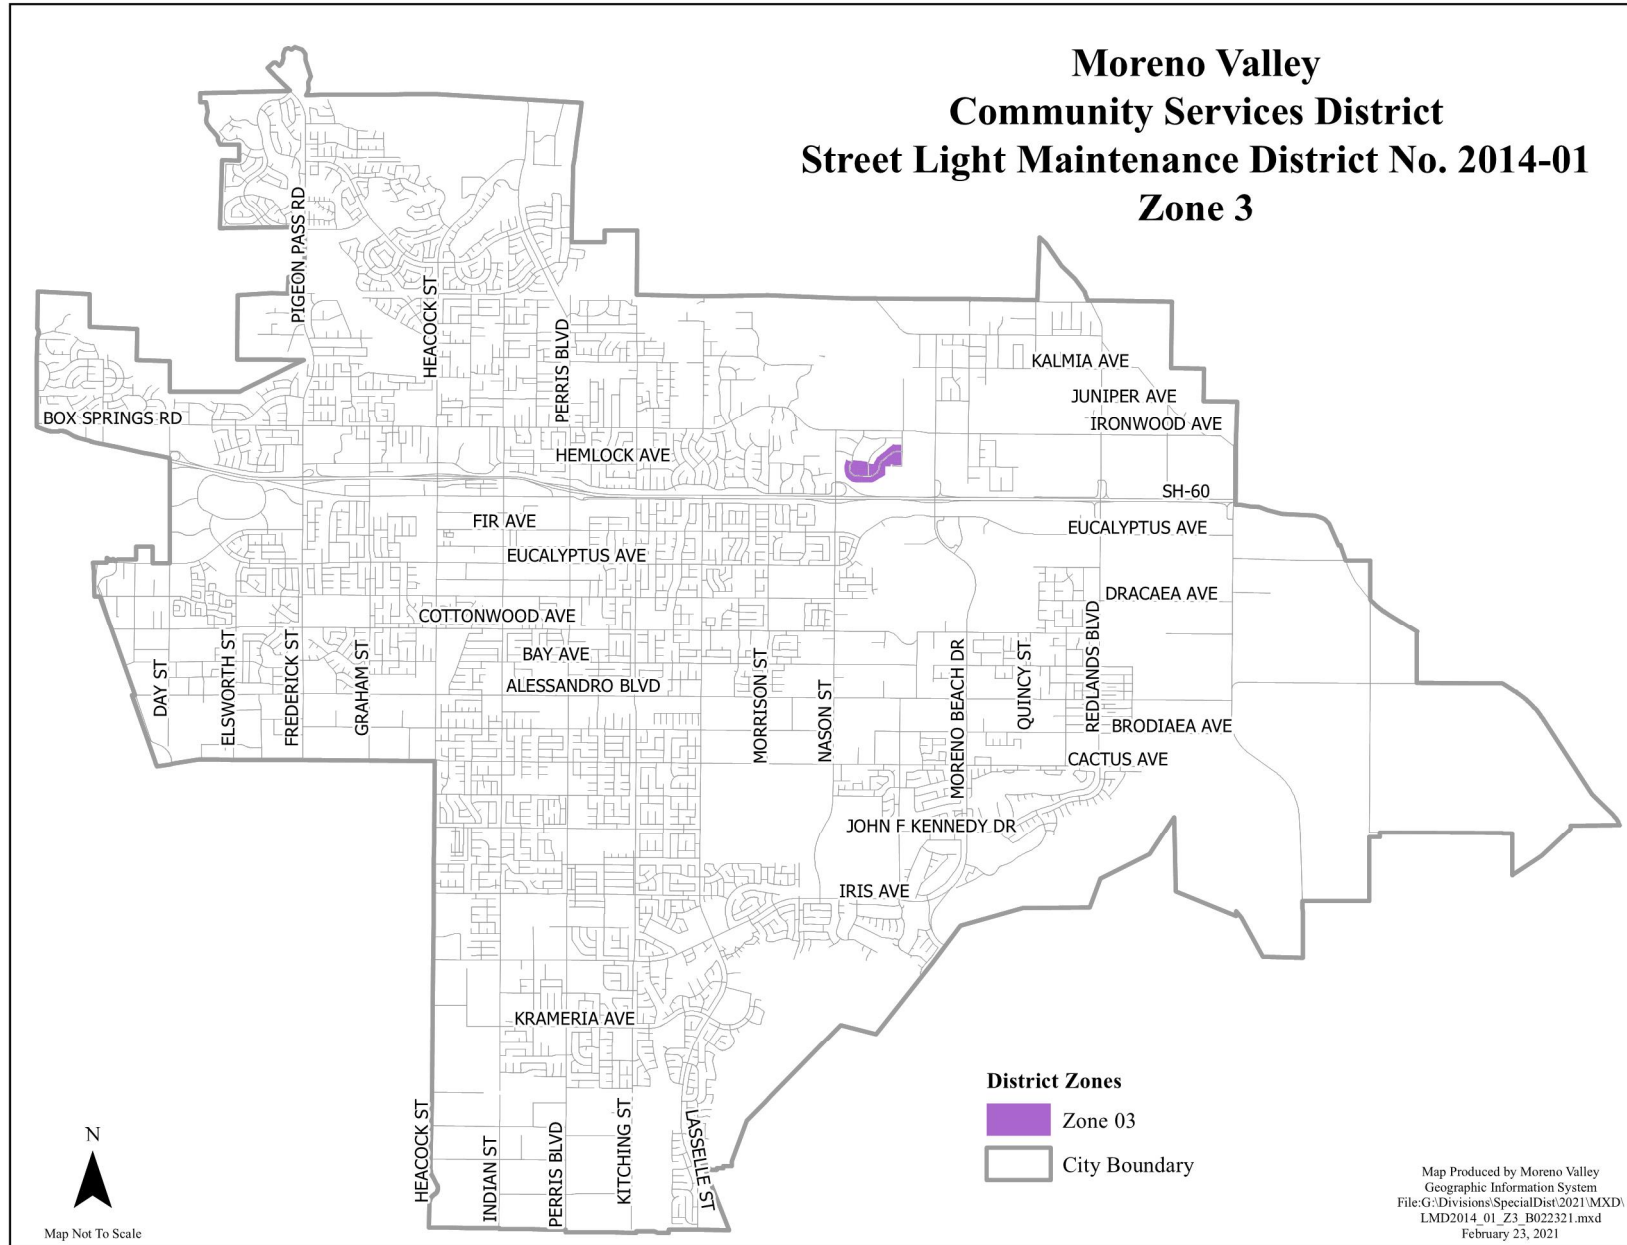 Moreno Valley
Community Services District
Street Light Maintenance District No. 2014-01
Zone 3
PIGEON PASS RD
HEACOCK ST
PERRIS BLVD
KALMIA AVE
JUNIPER AVE
IRONWOOD AVE
BOX SPRINGS RD
HEMLOCK AVE
SH-60
FIR AVE
EUCALYPTUS AVE
EUCALYPTUS AVE
DRACAEA AVE
COTTONWOOD AVE
BAY AVE
ALESSANDRO BLVD
DAY ST
ELSWORTH ST
FREDERICK ST
GRAHAM ST
MORRISON ST
NASON ST
MORENO BEACH DR
QUINCY ST
REDLANDS BLVD
BRODIAEA AVE
CACTUS AVE
JOHN F KENNEDY DR
IRIS AVE
KRAMERIA AVE
HEACOCK ST
INDIAN ST
PERRIS BLVD
KITCHING ST
LASSELLE ST
District Zones
Zone 03
City Boundary
N
Map Not To Scale
Map Produced by Moreno Valley
Geographic Information System
File:G:\Divisions\SpecialDist\2021\MXD\
LMD2014_01_Z3_B022321.mxd
February 23, 2021